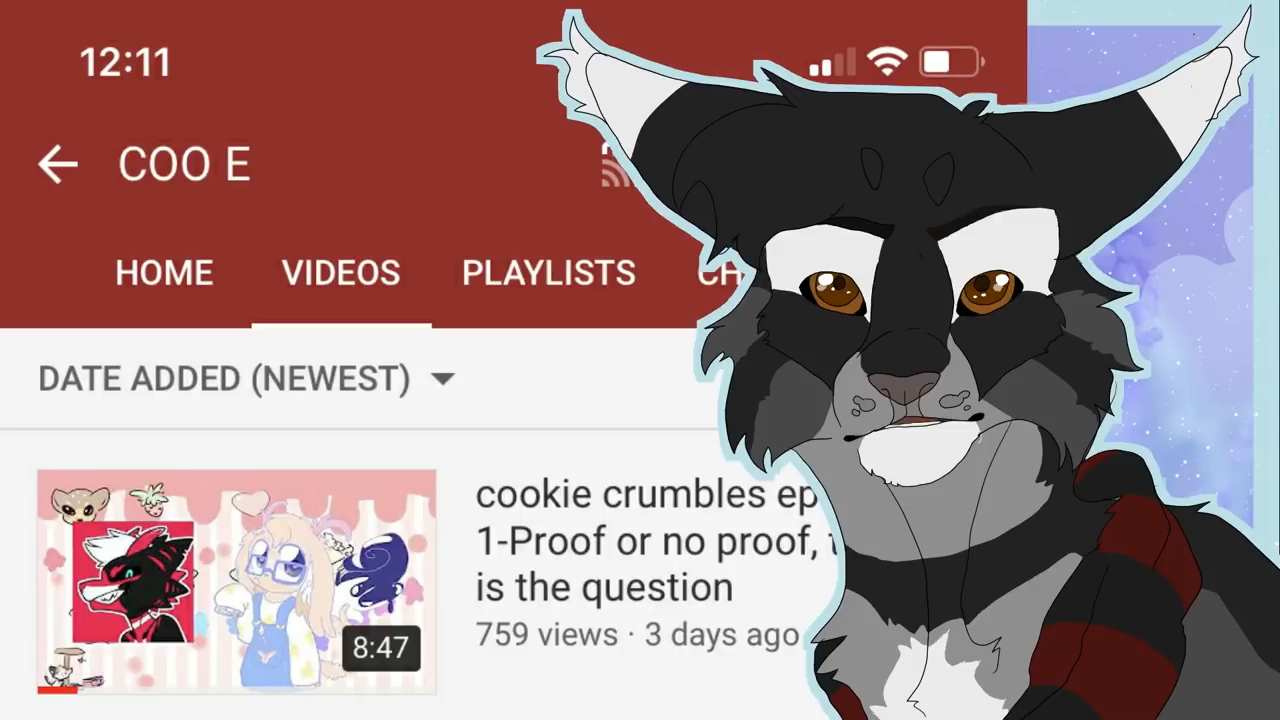 12:11
COO E
HOME VIDEOS PLAYLISTS CH
DATE ADDED (NEWEST)
cookie crumbles ep
1-Proof or no proof, t
is the question
759 views · 3 days ago
8:47